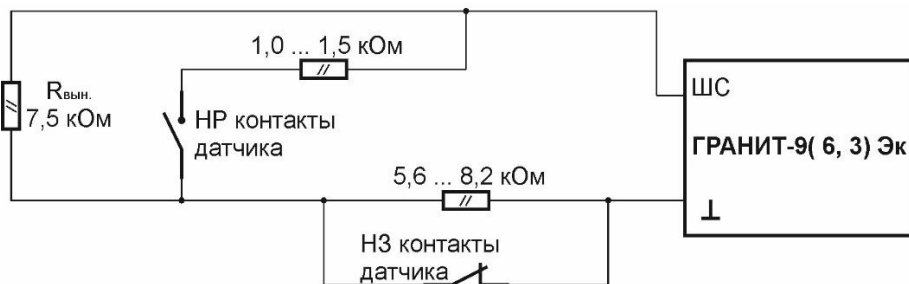 1,0 ... 1,5 кОм
Rвын.
7,5 кОм
НР контакты
датчика
ШС
ГРАНИТ-9( 6, 3) Эк
5,6 ... 8,2 кОм
НЗ контакты
датчика